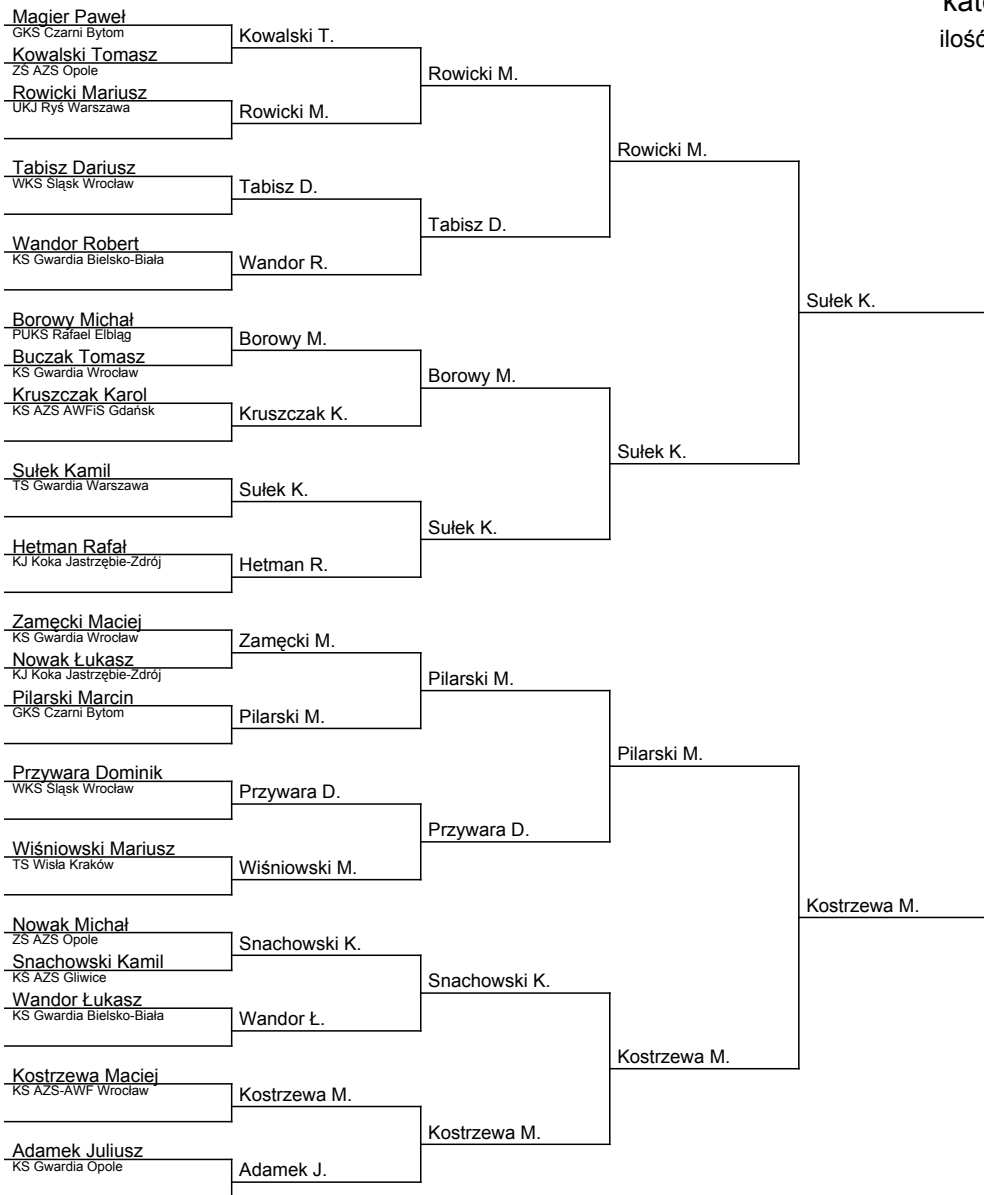 Magier Paweł
GKS Czarni Bytom
Kowalski Tomasz
ZS AZS Opole
Rowicki Mariusz
UKJ Ryś Warszawa
Tabisz Dariusz
WKS Śląsk Wrocław
Wandor Robert
KS Gwardia Bielsko-Biała
Borowy Michał
PUKS Rafael Elbląg
Buczak Tomasz
KS Gwardia Wrocław
Kruszczak Karol
KS AZS AWFiS Gdańsk
Sułek Kamil
TS Gwardia Warszawa
Hetman Rafał
KJ Koka Jastrzębie-Zdrój
Zamęcki Maciej
KS Gwardia Wrocław
Nowak Łukasz
KJ Koka Jastrzębie-Zdrój
Pilarski Marcin
GKS Czarni Bytom
Przywara Dominik
WKS Śląsk Wrocław
Wiśniowski Mariusz
TS Wisła Kraków
Nowak Michał
ZS AZS Opole
Snachowski Kamil
KS AZS Gliwice
Wandor Łukasz
KS Gwardia Bielsko-Biała
Kostrzewa Maciej
KS AZS-AWF Wrocław
Adamek Juliusz
KS Gwardia Opole
Kowalski T.
Rowicki M.
Tabisz D.
Wandor R.
Borowy M.
Kruszczak K.
Sułek K.
Hetman R.
Zamęcki M.
Pilarski M.
Przywara D.
Wiśniowski M.
Snachowski K.
Wandor Ł.
Kostrzewa M.
Adamek J.
Rowicki M.
Tabisz D.
Borowy M.
Sułek K.
Pilarski M.
Przywara D.
Snachowski K.
Kostrzewa M.
Rowicki M.
Sułek K.
Pilarski M.
Kostrzewa M.
Sułek K.
Kostrzewa M.
ilość